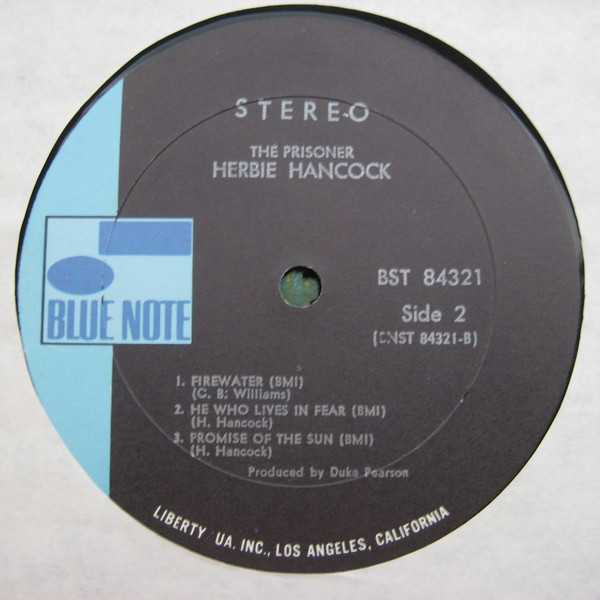 STEREO
THE PRISONER
HERBIE HANCOCK
BLUE NOTE
BST 84321
Side 2
(BNST 84321-B)
1. FIREWATER (BMI)
(C. B. Williams)
2. HE WHO LIVES IN FEAR (BMI)
(H. Hancock)
3. PROMISE OF THE SUN (BMI)
(H. Hancock)
Produced by Duke Pearson
LIBERTY UA. INC., LOS ANGELES, CALIFORNIA